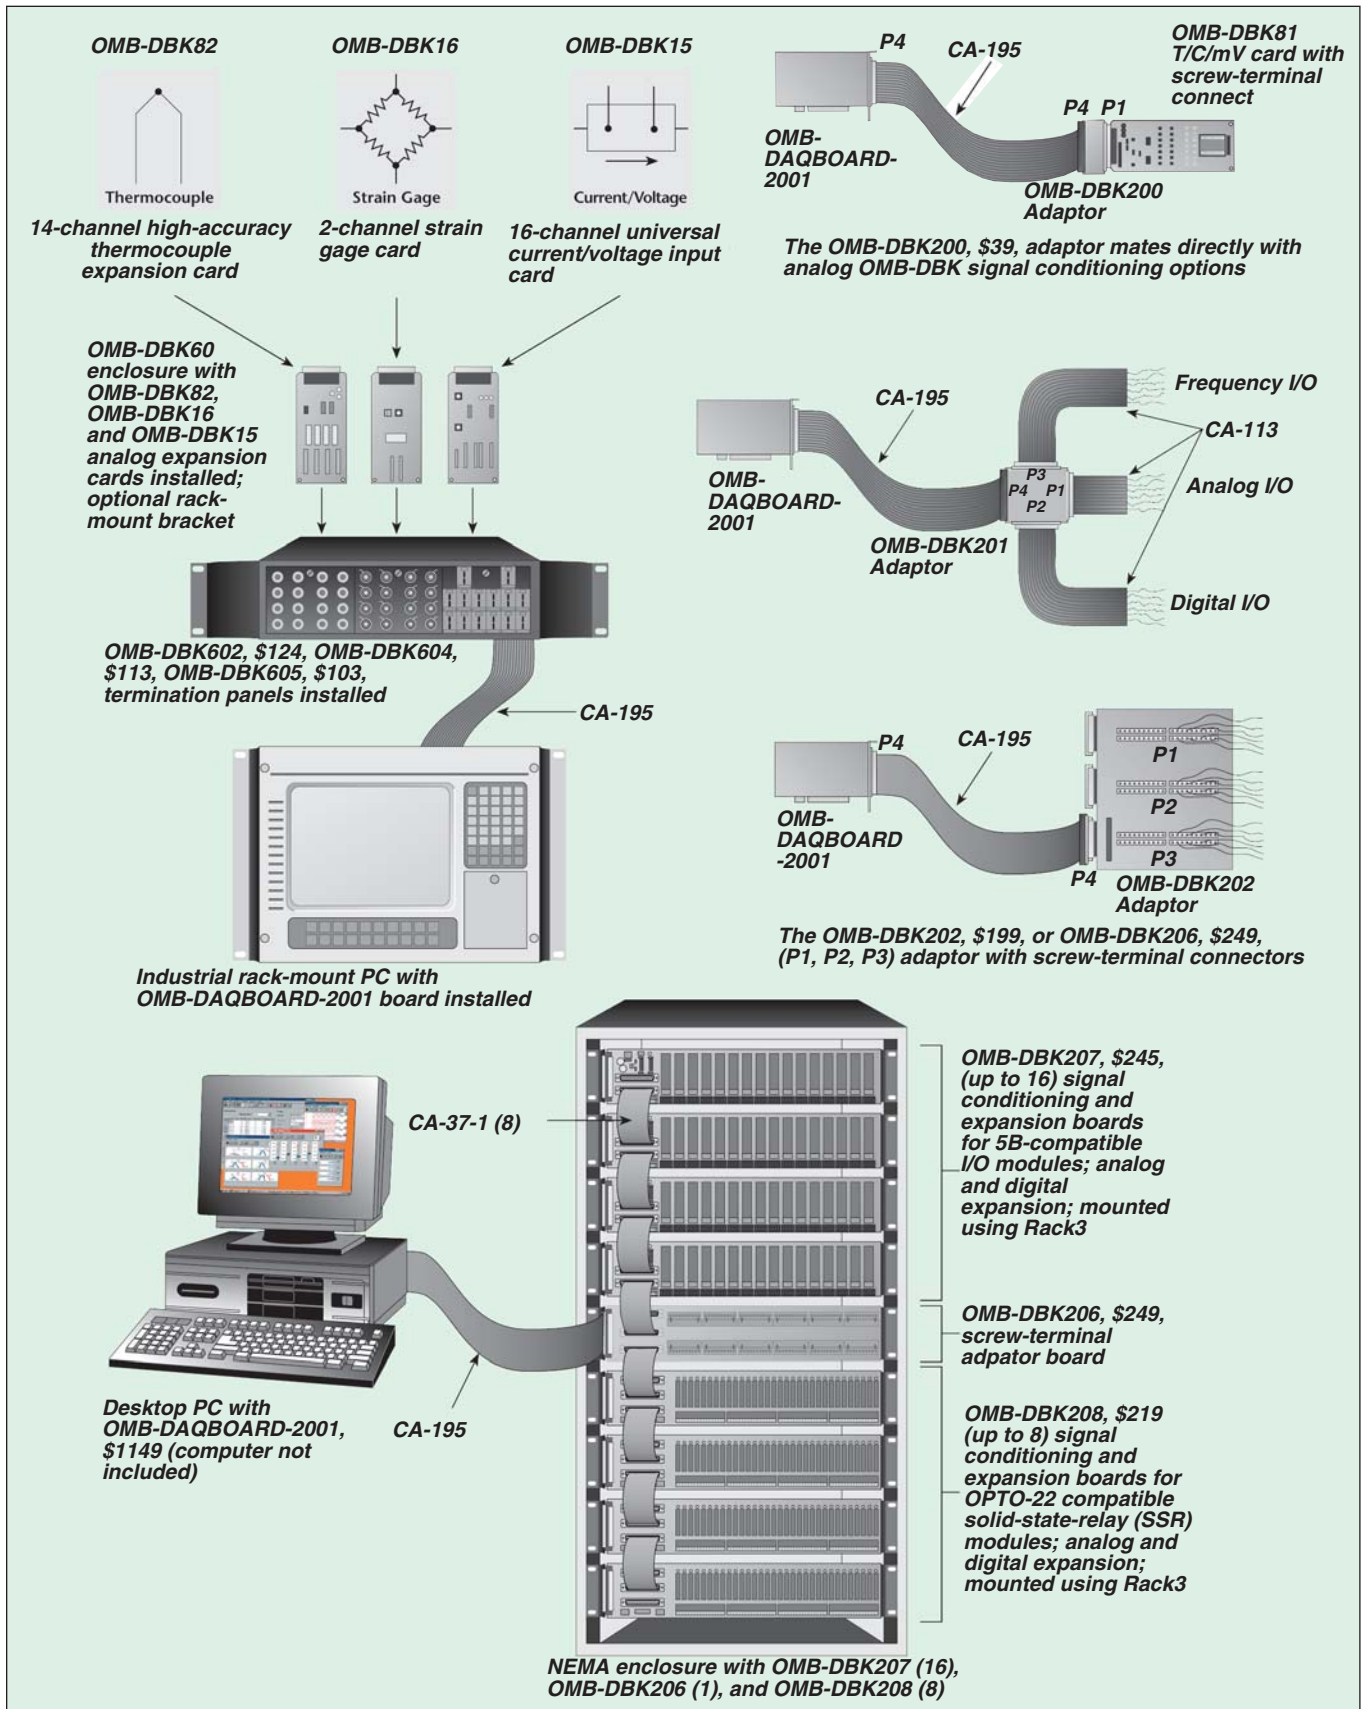 OMB-DBK82
OMB-DBK16
OMB-DBK15
Thermocouple
Strain Gage
Current/Voltage
14-channel high-accuracy
thermocouple
expansion card
2-channel strain
gage card
16-channel universal
current/voltage input
card
OMB-DBK60
enclosure with
OMB-DBK82,
OMB-DBK16
and OMB-DBK15
analog expansion
cards installed;
optional rack-
mount bracket
OMB-DBK602, $124, OMB-DBK604,
$113, OMB-DBK605, $103,
termination panels installed
CA-195
Industrial rack-mount PC with
OMB-DAQBOARD-2001 board installed
P4
CA-195
OMB-DBK81
T/C/mV card with
screw-terminal
connect
P4 P1
OMB-
DAQBOARD-
2001
OMB-DBK200
Adaptor
The OMB-DBK200, $39, adaptor mates directly with
analog OMB-DBK signal conditioning options
CA-195
Frequency I/O
CA-113
OMB-
DAQBOARD-
2001
P3
P4 P1
P2
Analog I/O
OMB-DBK201
Adaptor
Digital I/O
P4
CA-195
P1
P2
P3
OMB-
DAQBOARD
-2001
P4
OMB-DBK202
Adaptor
The OMB-DBK202, $199, or OMB-DBK206, $249,
(P1, P2, P3) adaptor with screw-terminal connectors
CA-37-1 (8)
OMB-DBK207, $245,
(up to 16) signal
conditioning and
expansion boards
for 5B-compatible
I/O modules; analog
and digital
expansion; mounted
using Rack3
OMB-DBK206, $249,
screw-terminal
adpator board
Desktop PC with
OMB-DAQBOARD-2001,
$1149 (computer not
included)
CA-195
OMB-DBK208, $219
(up to 8) signal
conditioning and
expansion boards for
OPTO-22 compatible
solid-state-relay (SSR)
modules; analog and
digital expansion;
mounted using Rack3
NEMA enclosure with OMB-DBK207 (16),
OMB-DBK206 (1), and OMB-DBK208 (8)